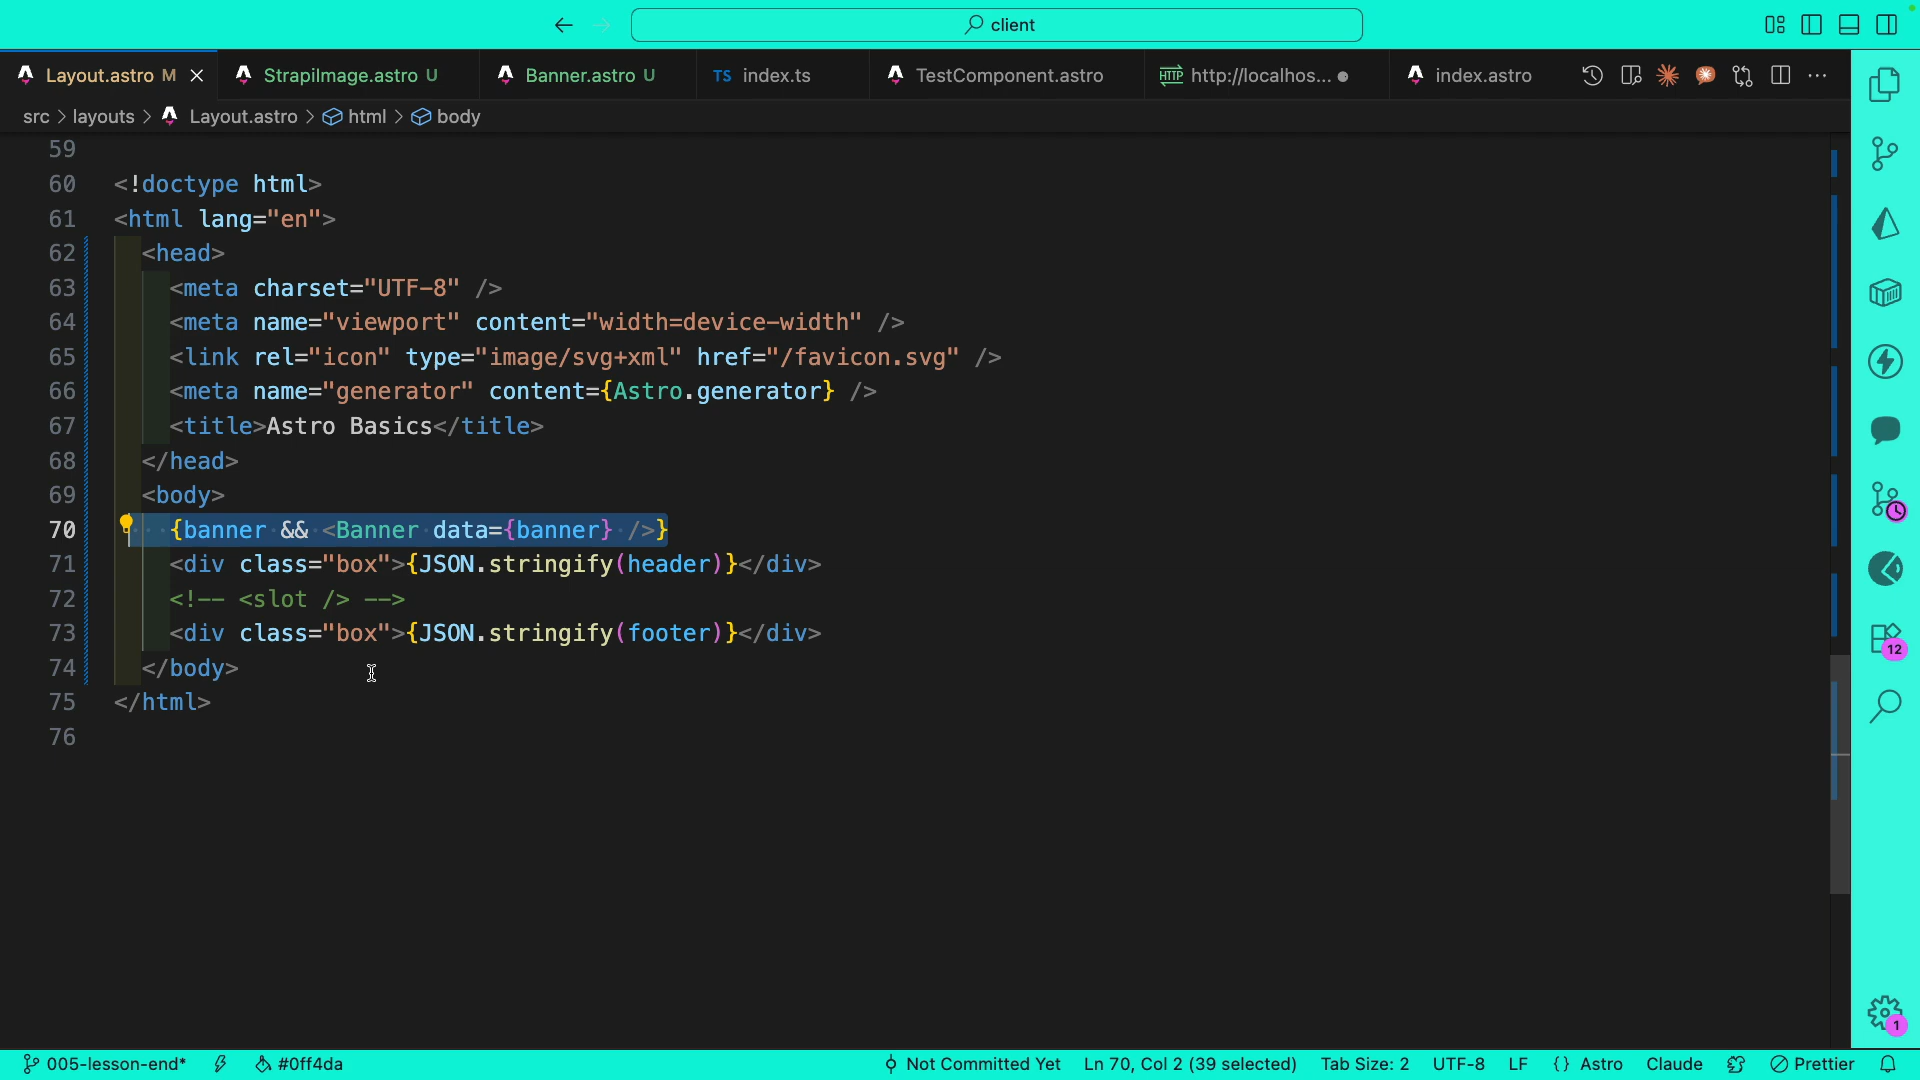 client
Layout.astro M
StrapiImage.astro U
Banner.astro U
TS index.ts
TestComponent.astro
HTTP http://localhos...
index.astro
src > layouts > Layout.astro > html > body
59
60 <!doctype html>
61 <html lang="en">
62 <head>
63 <meta charset="UTF-8" />
64 <meta name="viewport" content="width=device-width" />
65 <link rel="icon" type="image/svg+xml" href="/favicon.svg" />
66 <meta name="generator" content={Astro.generator} />
67 <title>Astro Basics</title>
68 </head>
69 <body>
70 {banner && <Banner data={banner} />}
71 <div class="box">{JSON.stringify(header)}</div>
72 <!-- <slot /> -->
73 <div class="box">{JSON.stringify(footer)}</div>
74 </body>
75 </html>
76
12
1
005-lesson-end* #0ff4da Not Committed Yet Ln 70, Col 2 (39 selected) Tab Size: 2 UTF-8 LF {} Astro Claude Prettier